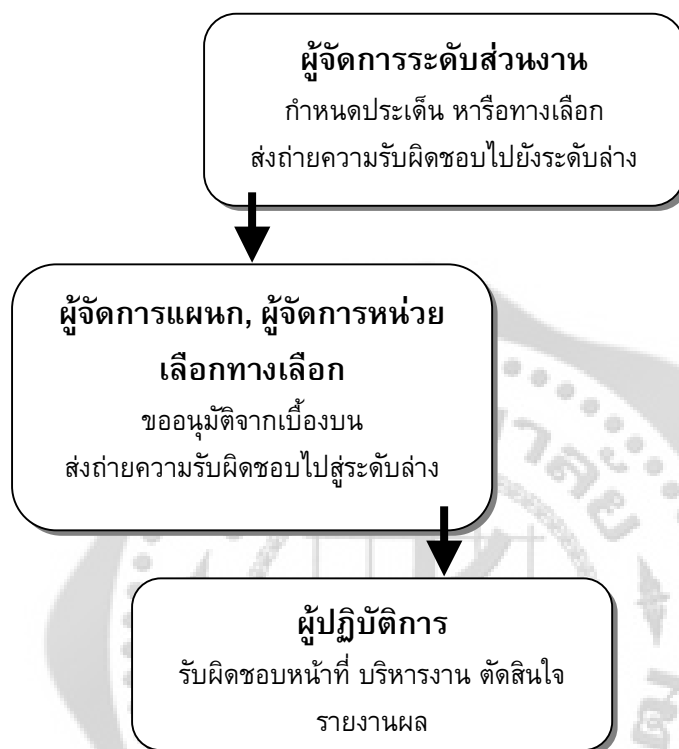 ผู้จัดการระดับส่วนงาน
กำหนดประเด็น หารือทางเลือก
ส่งถ่ายความรับผิดชอบไปยังระดับล่าง
ผู้จัดการแผนก, ผู้จัดการหน่วย
เลือกทางเลือก
ขออนุมัติจากเบื้องบน
ส่งถ่ายความรับผิดชอบไปสู่ระดับล่าง
ผู้ปฏิบัติการ
รับผิดชอบหน้าที่ บริหารงาน ตัดสินใจ
รายงานผล